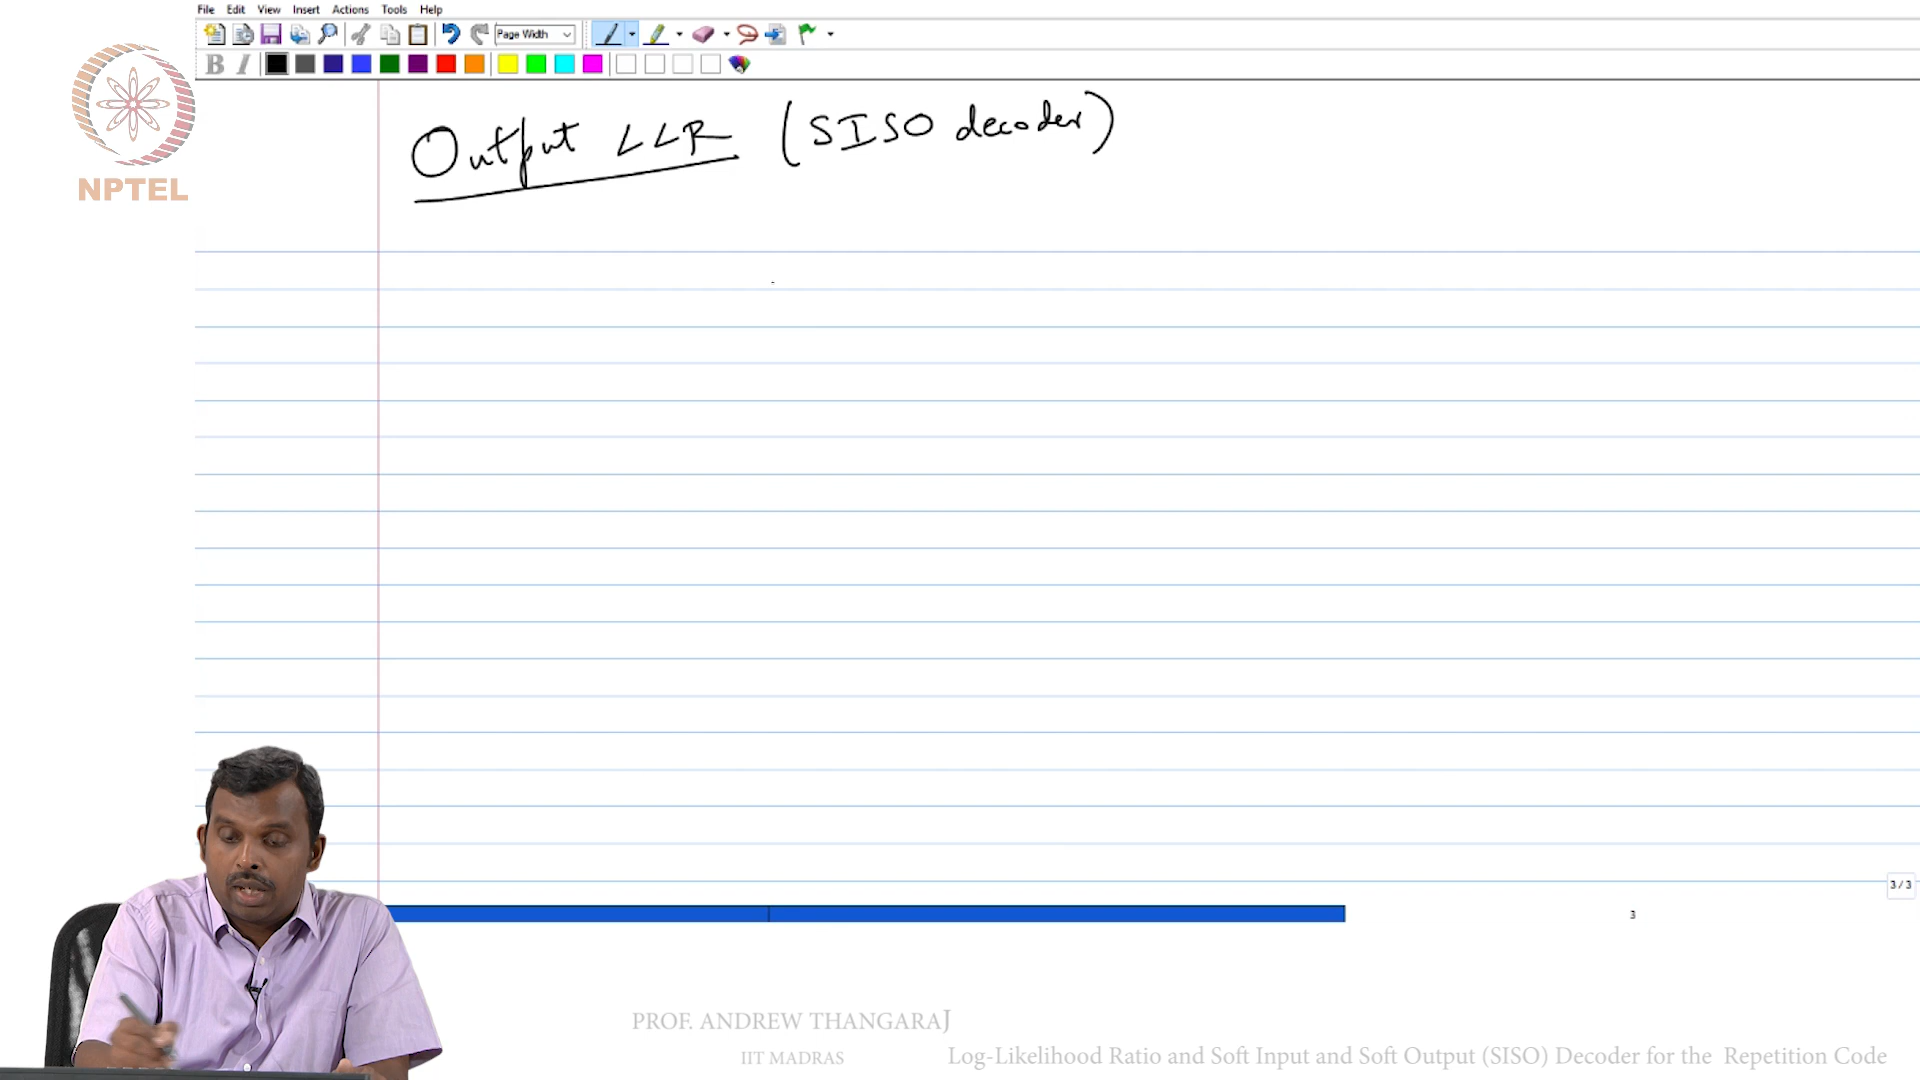 File Edit View Insert Actions Tools Help
Page Width
B I
Output LLR (SISO decoder)
NPTEL
3 / 3
3
PROF. ANDREW THANGARAJ
IIT MADRAS
Log-Likelihood Ratio and Soft Input and Soft Output (SISO) Decoder for the Repetition Code